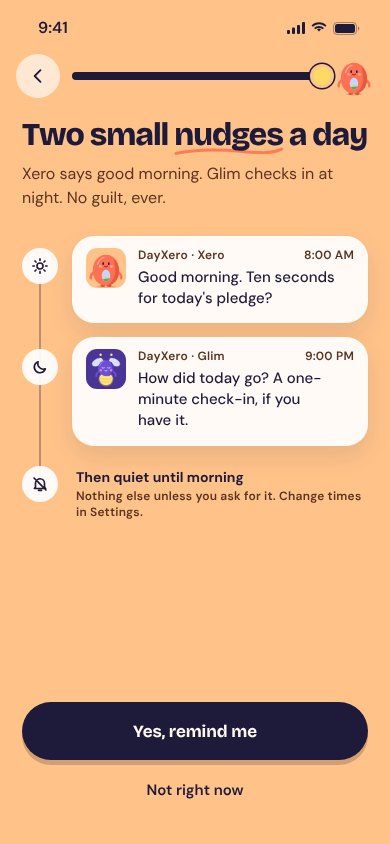 9:41
Two small nudges a day
Xero says good morning. Glim checks in at
night. No guilt, ever.
DayXero · Xero 8:00 AM
Good morning. Ten seconds
for today's pledge?
DayXero · Glim 9:00 PM
How did today go? A one-
minute check-in, if you
have it.
Then quiet until morning
Nothing else unless you ask for it. Change times
in Settings.
Yes, remind me
Not right now